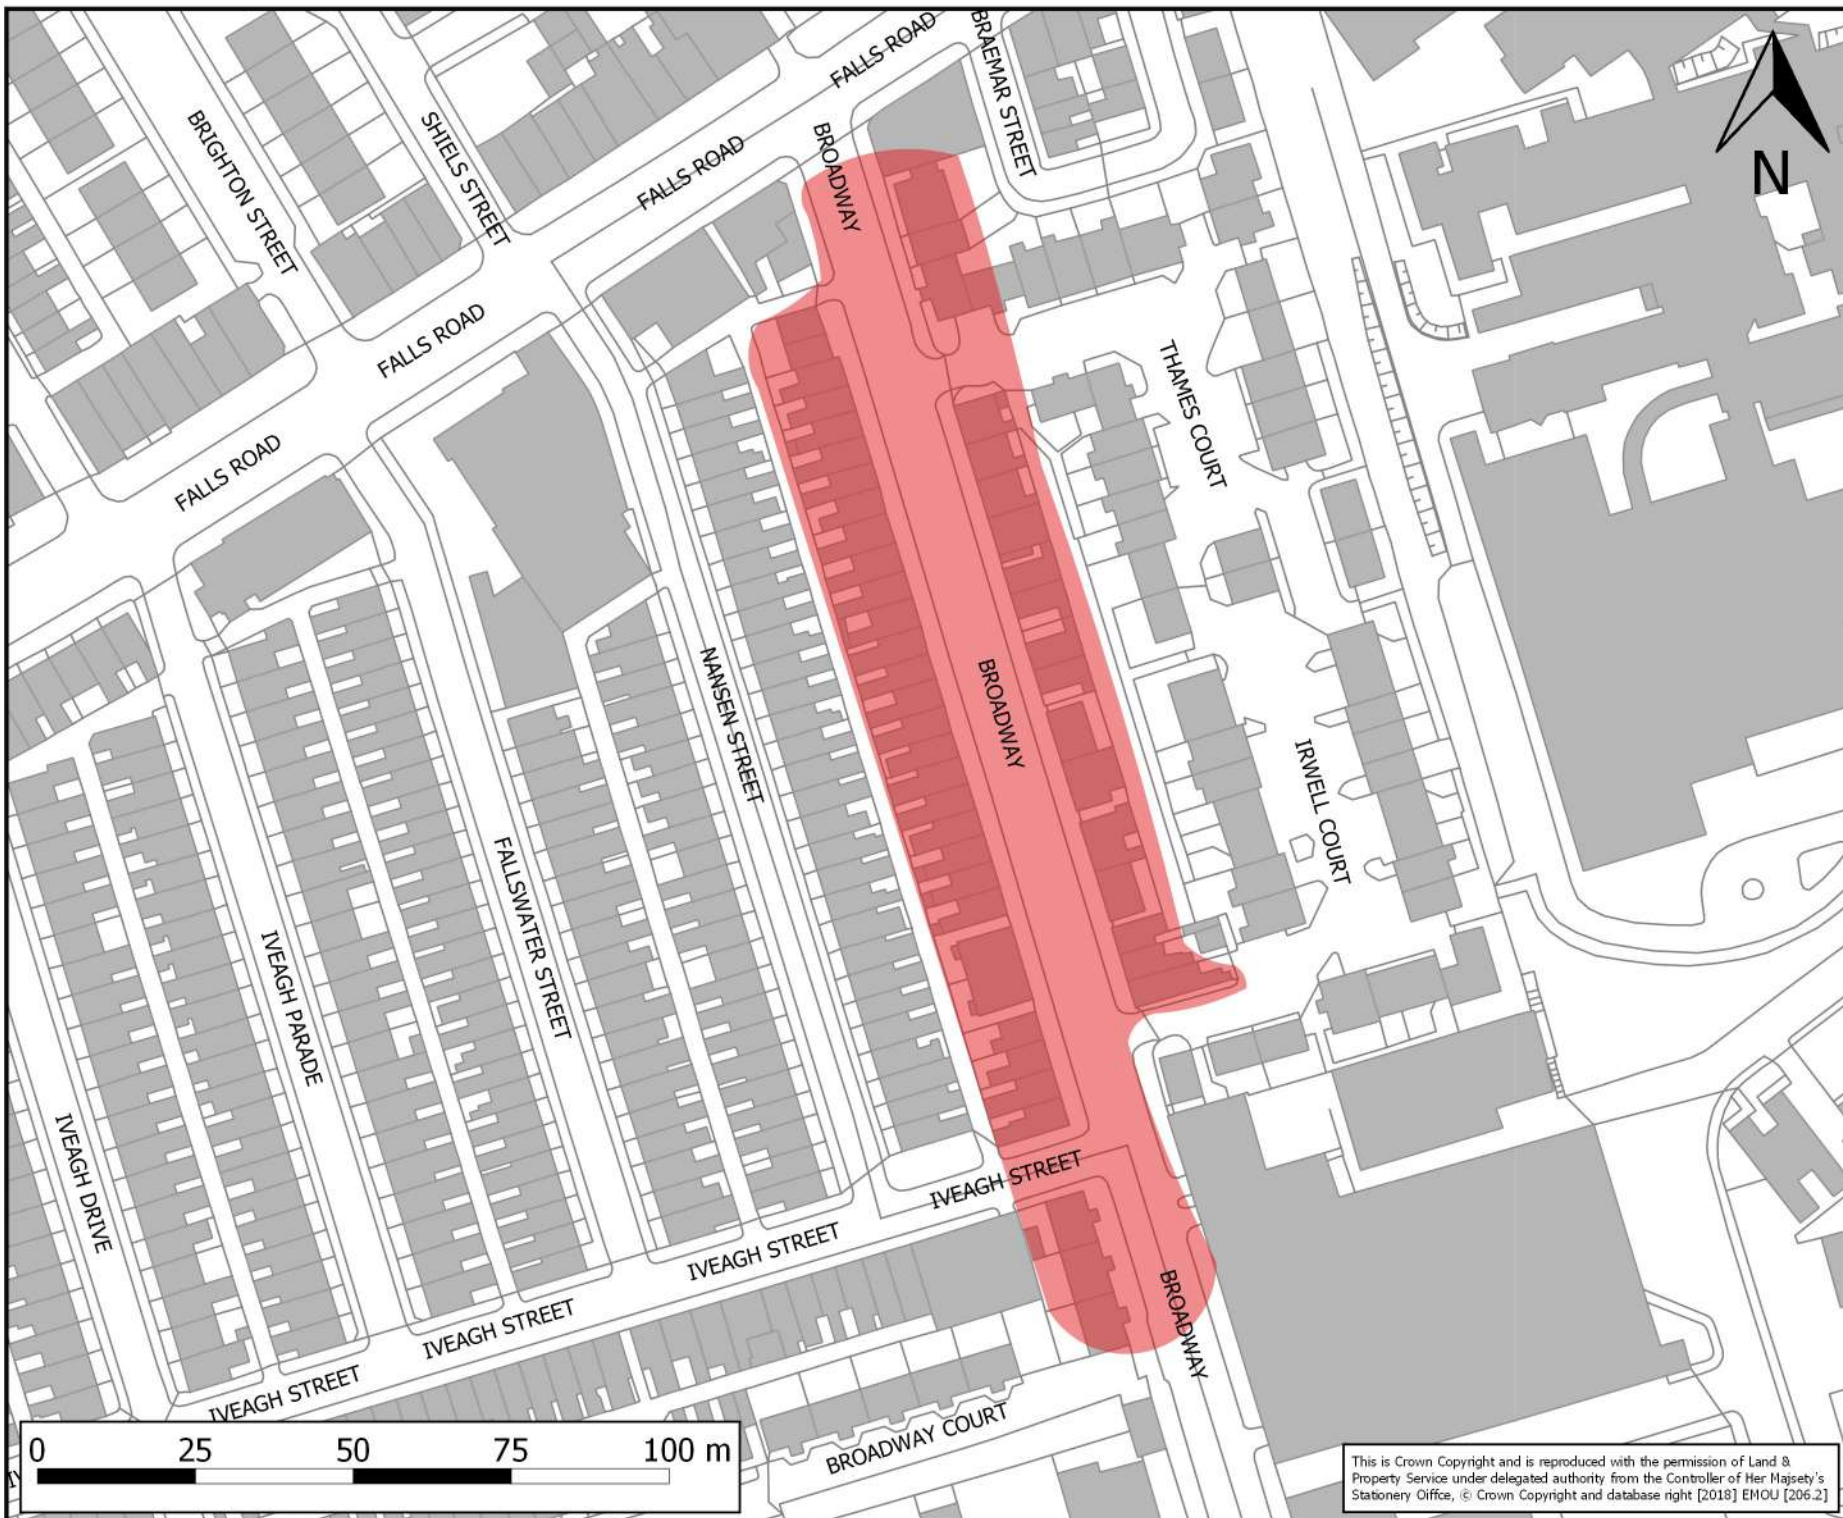 FALLS ROAD
BRAEMAR STREET
BRIGHTON STREET
SHIELS STREET
BROADWAY
FALLS ROAD
N
FALLS ROAD
THAMES COURT
FALLS ROAD
NANSEN STREET
BROADWAY
IRWELL COURT
FALLSWATER STREET
IVEAGH PARADE
IVEAGH DRIVE
IVEAGH STREET
IVEAGH STREET
BROADWAY
IVEAGH STREET
IVEAGH STREET
BROADWAY COURT
0 25 50 75 100 m
This is Crown Copyright and is reproduced with the permission of Land &
Property Service under delegated authority from the Controller of Her Majsety's
Stationery Oiffce, © Crown Copyright and database right [2018] EMOU [206.2]